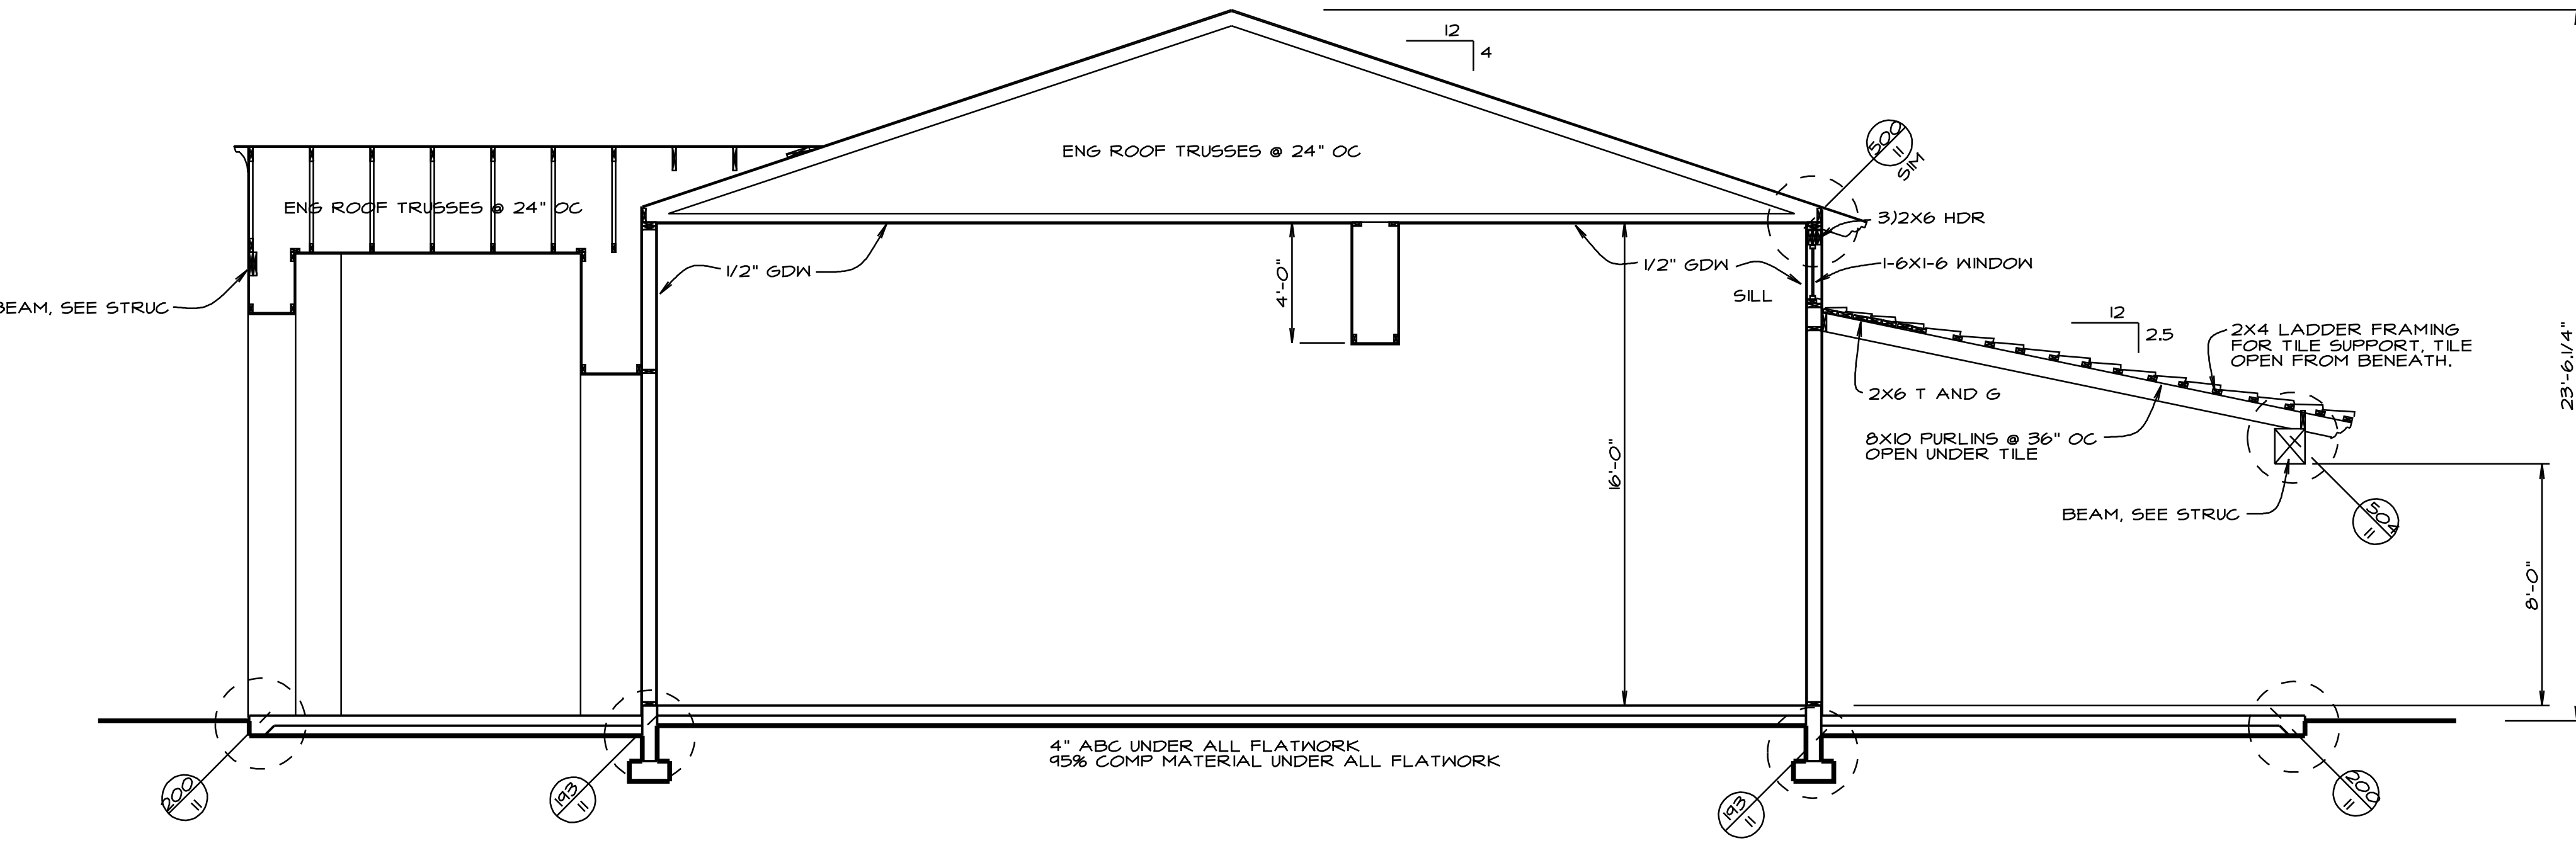 12
4
ENG ROOF TRUSSES @ 24" OC
500
11
SIM
ENG ROOF TRUSSES @ 24" OC
3)2X6 HDR
1/2" GDW
4'-0"
1/2" GDW
1-6X1-6 WINDOW
SILL
BEAM, SEE STRUC
12
2.5
2X4 LADDER FRAMING
FOR TILE SUPPORT, TILE
OPEN FROM BENEATH.
23'-6.1/4"
2X6 T AND G
8X10 PURLINS @ 36" OC
OPEN UNDER TILE
16'-0"
BEAM, SEE STRUC
504
11
8'-0"
4" ABC UNDER ALL FLATWORK
95% COMP MATERIAL UNDER ALL FLATWORK
200
11
193
11
193
11
200
11